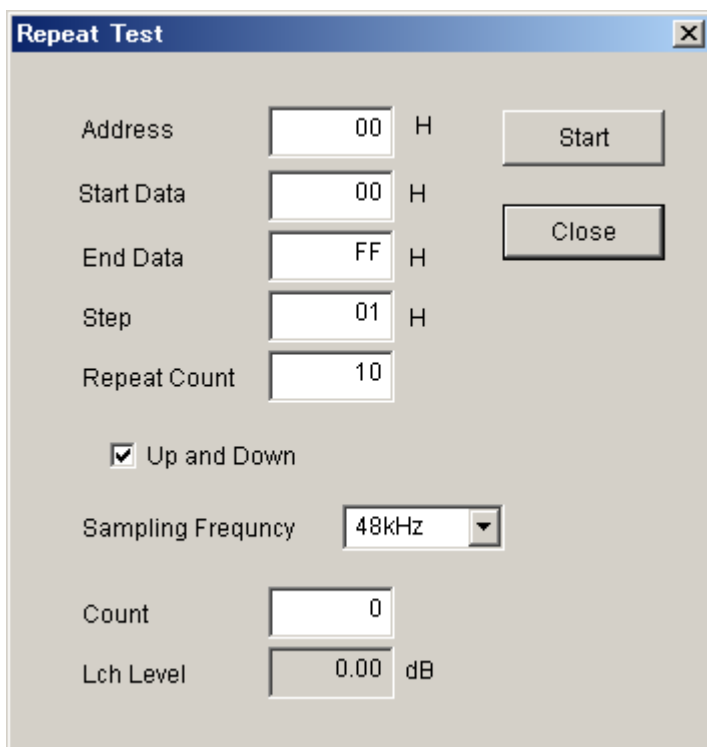 Repeat Test
Address 00 H
Start
Start Data 00 H
Close
End Data FF H
Step 01 H
Repeat Count 10
Up and Down
Sampling Frequncy 48kHz
Count 0
Lch Level 0.00 dB